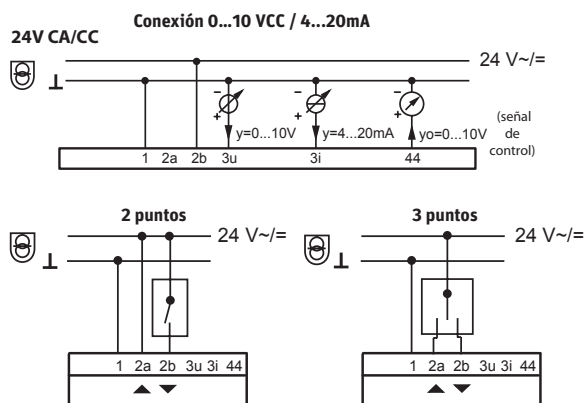 Conexión 0...10 VCC / 4...20mA
24V CA/CC
24 V~/=
⊥
− − −
+ + +
y=0...10V y=4...20mA yo=0...10V
(señal
de
control)
1 2a 2b 3u 3i 44
2 puntos
24 V~/=
⊥
1 2a 2b 3u 3i 44
▲ ▼
3 puntos
24 V~/=
⊥
1 2a 2b 3u 3i 44
▲ ▼